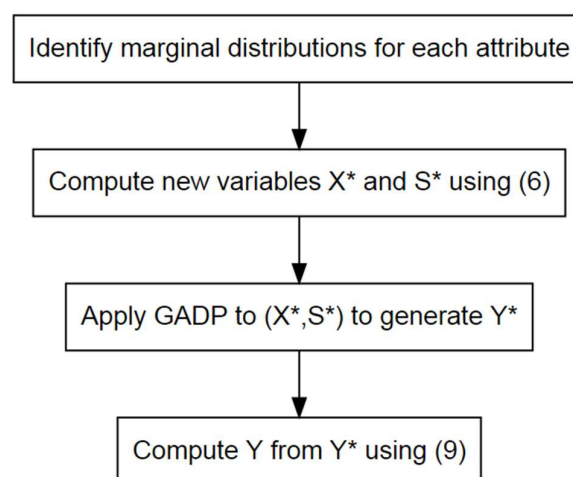 Identify marginal distributions for each attribute
Compute new variables X* and S* using (6)
Apply GADP to (X*,S*) to generate Y*
Compute Y from Y* using (9)